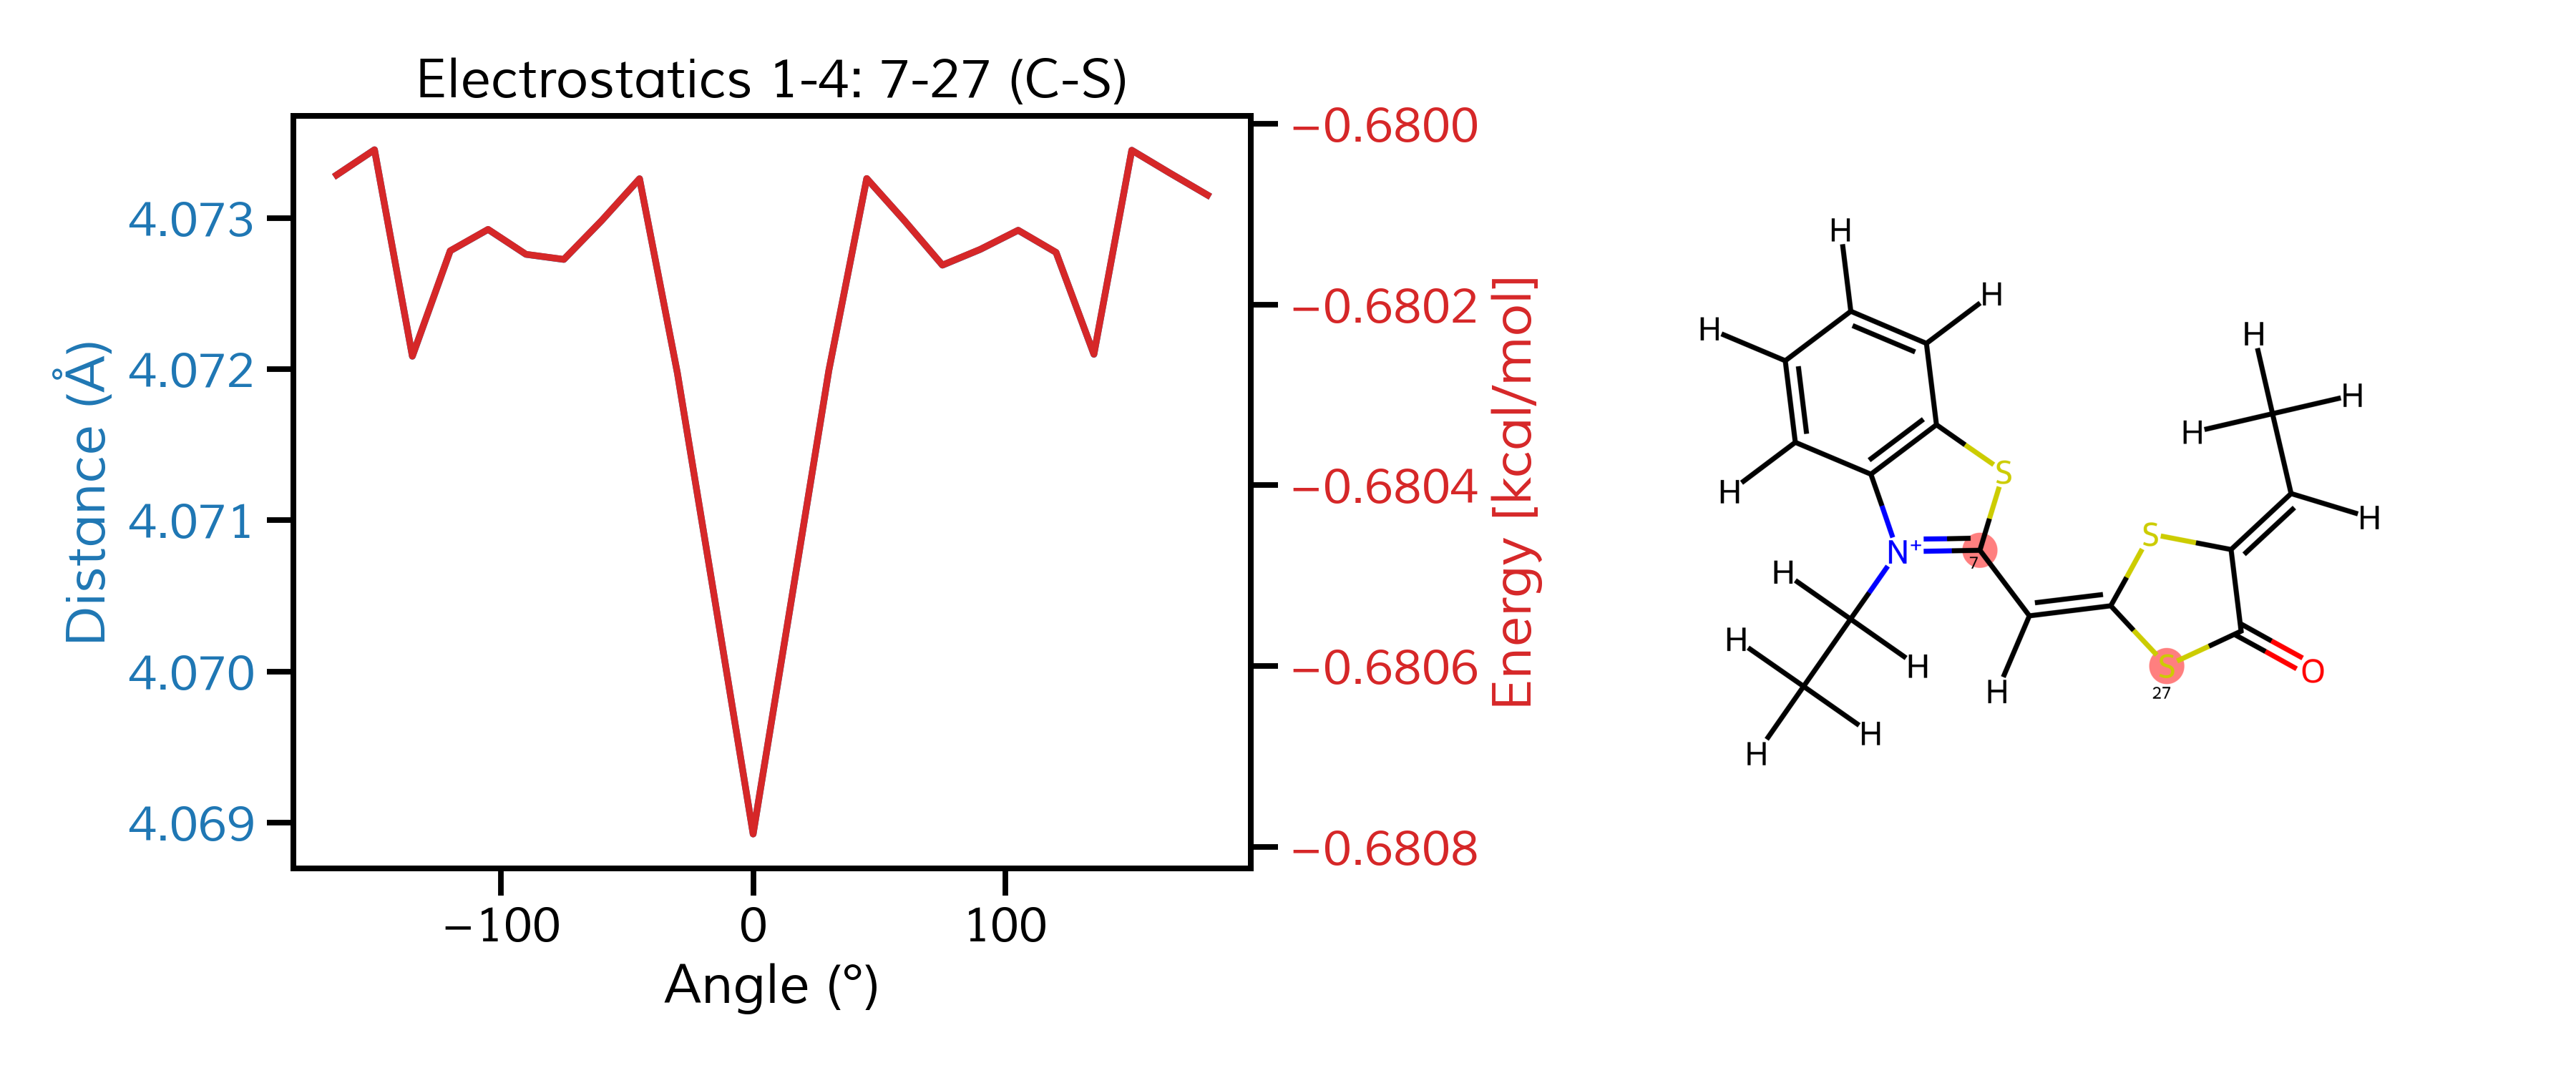 Electrostatics 1-4: 7-27 (C-S)
Distance (Å)
4.073
4.072
4.071
4.070
4.069
−100
0
100
Angle (°)
−0.6800
−0.6802
−0.6804
−0.6806
−0.6808
Energy [kcal/mol]
H
H
H
H
H
H
H
S
H
S
N⁺
7
H
H
H
S
27
O
H
H
H